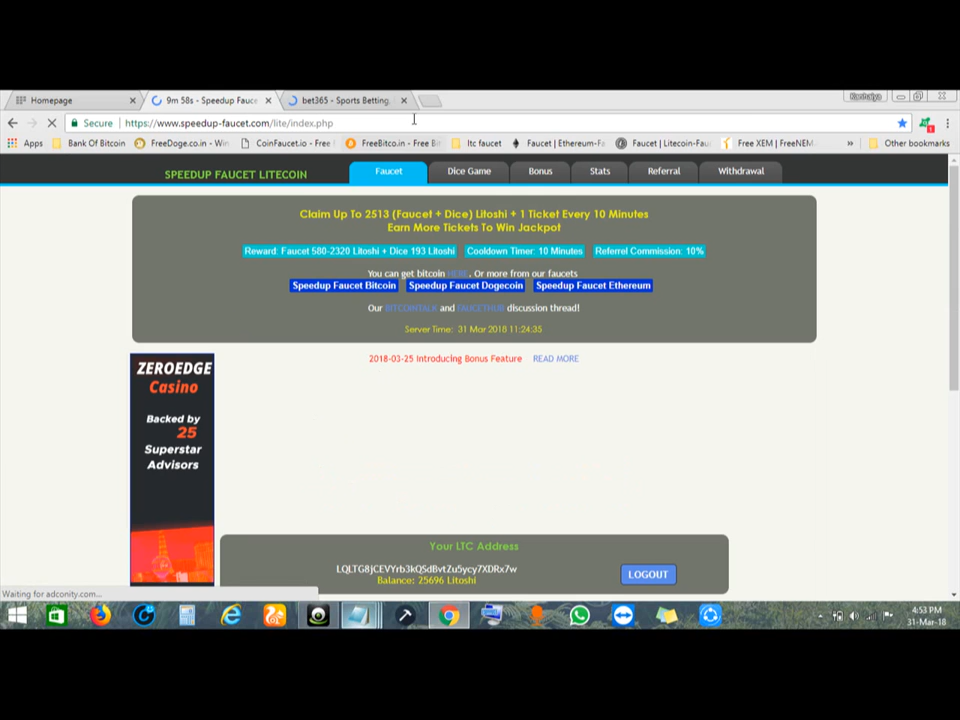 Homepage
9m 58s - Speedup Fauce
bet365 - Sports Betting,
Secure https://www.speedup-faucet.com/lite/index.php
Apps Bank Of Bitcoin FreeDoge.co.in - Win CoinFaucet.io - Free FreeBitco.in - Free Bit ltc faucet Faucet | Ethereum-Fa Faucet | Litecoin-Fau Free XEM | FreeNEM. » Other bookmarks
SPEEDUP FAUCET LITECOIN
Faucet Dice Game Bonus Stats Referral Withdrawal
Claim Up To 2513 (Faucet + Dice) Litoshi + 1 Ticket Every 10 Minutes
Earn More Tickets To Win Jackpot
Reward: Faucet 580-2320 Litoshi + Dice 193 Litoshi Cooldown Timer: 10 Minutes Referrel Commission: 10%
You can get bitcoin HERE. Or more from our faucets
Speedup Faucet Bitcoin Speedup Faucet Dogecoin Speedup Faucet Ethereum
Our BITCOINTALK and FAUCETHUB discussion thread!
Server Time: 31 Mar 2018 11:24:35
2018-03-25 Introducing Bonus Feature READ MORE
ZEROEDGE
Casino
Backed by
25
Superstar
Advisors
Your LTC Address
LQLTG8jCEVYrb3kQSdBvtZu5ycy7XDRx7w
Balance: 25696 Litoshi
LOGOUT
Waiting for adconity.com...
4:53 PM
31-Mar-18